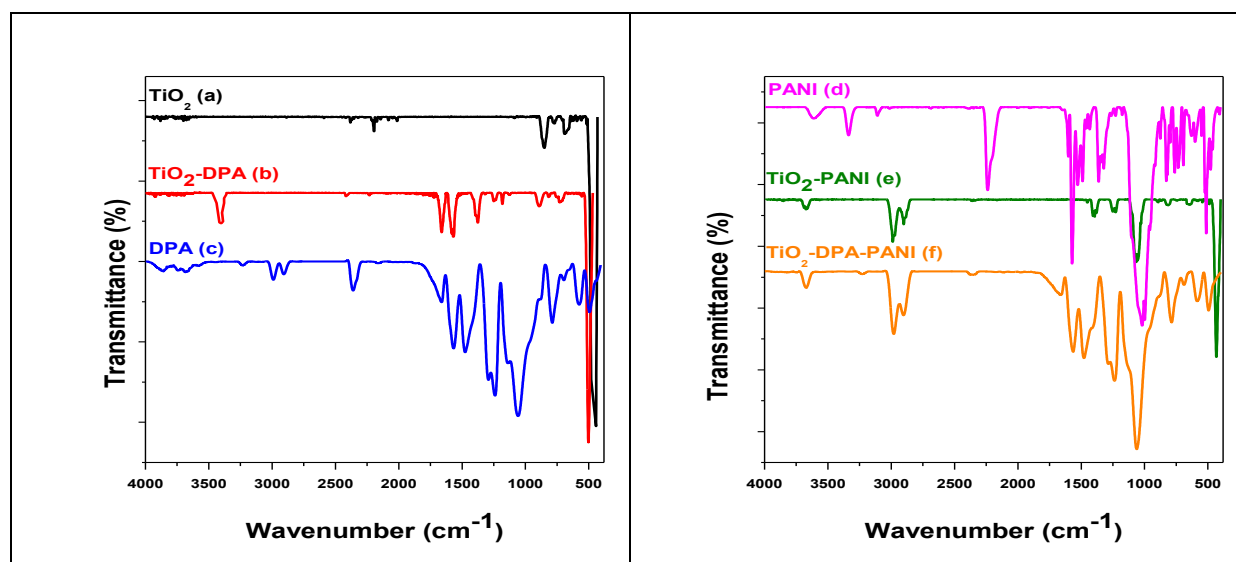 TiO2 (a)
TiO2-DPA (b)
DPA (c)
Transmittance (%)
4000 3500 3000 2500 2000 1500 1000 500
Wavenumber (cm-1)
PANI (d)
TiO2-PANI (e)
TiO2-DPA-PANI (f)
Transmittance (%)
4000 3500 3000 2500 2000 1500 1000 500
Wavenumber (cm-1)